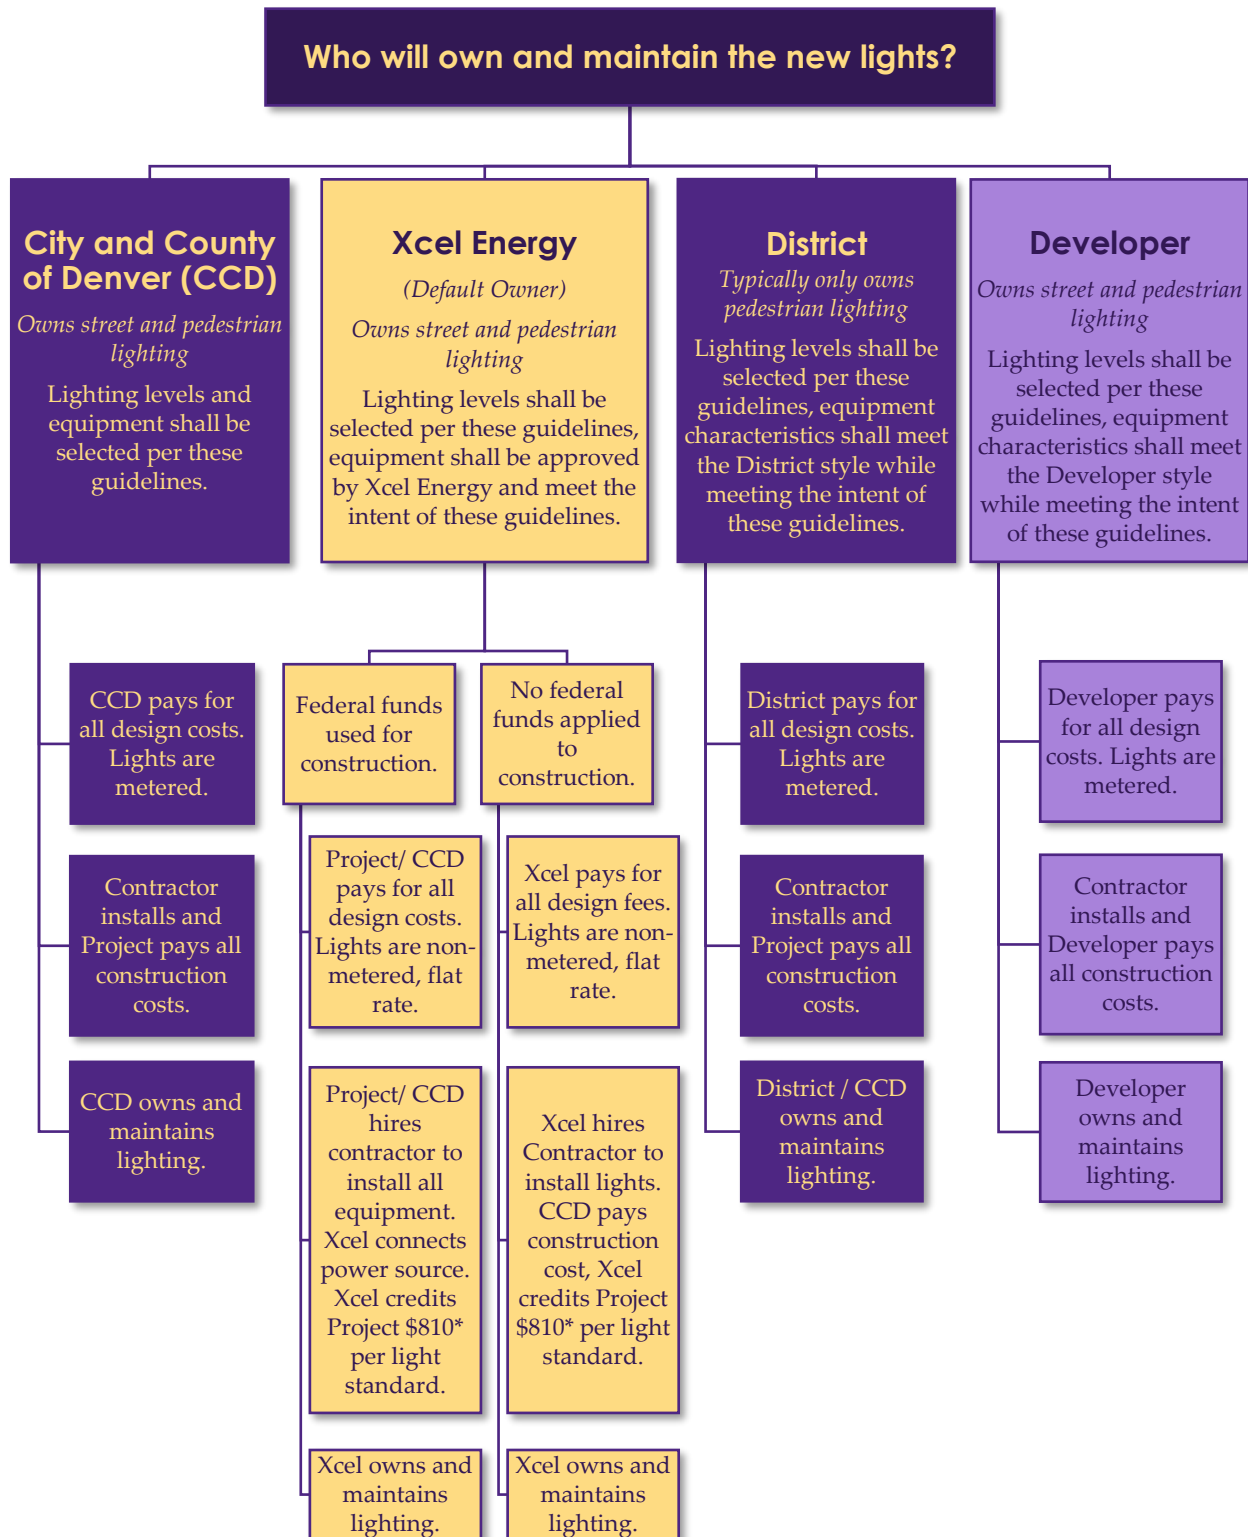 Who will own and maintain the new lights?
City and County
of Denver (CCD)
Owns street and pedestrian
lighting
Lighting levels and
equipment shall be
selected per these
guidelines.
Xcel Energy
(Default Owner)
Owns street and pedestrian
lighting
Lighting levels shall be
selected per these guidelines,
equipment shall be approved
by Xcel Energy and meet the
intent of these guidelines.
District
Typically only owns
pedestrian lighting
Lighting levels shall be
selected per these
guidelines, equipment
characteristics shall meet
the District style while
meeting the intent of
these guidelines.
Developer
Owns street and pedestrian
lighting
Lighting levels shall be
selected per these
guidelines, equipment
characteristics shall meet
the Developer style
while meeting the intent
of these guidelines.
CCD pays for
all design costs.
Lights are
metered.
Contractor
installs and
Project pays all
construction
costs.
CCD owns and
maintains
lighting.
Federal funds
used for
construction.
Project/ CCD
pays for all
design costs.
Lights are non-
metered, flat
rate.
Project/ CCD
hires
contractor to
install all
equipment.
Xcel connects
power source.
Xcel credits
Project $810*
per light
standard.
Xcel owns and
maintains
lighting.
No federal
funds applied
to
construction.
Xcel pays for
all design fees.
Lights are non-
metered, flat
rate.
Xcel hires
Contractor to
install lights.
CCD pays
construction
cost, Xcel
credits Project
$810* per light
standard.
Xcel owns and
maintains
lighting.
District pays for
all design costs.
Lights are
metered.
Contractor
installs and
Project pays all
construction
costs.
District / CCD
owns and
maintains
lighting.
Developer pays
for all design
costs. Lights are
metered.
Contractor
installs and
Developer pays
all construction
costs.
Developer
owns and
maintains
lighting.